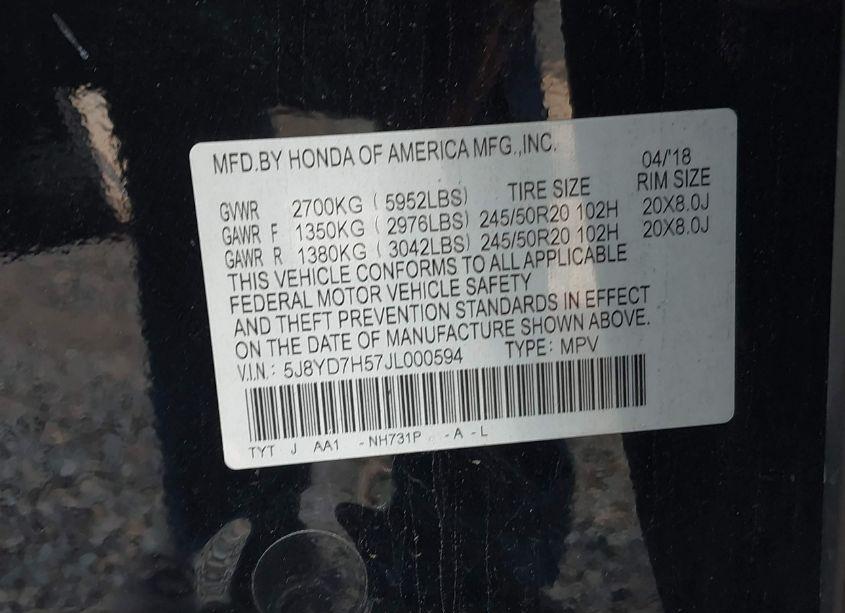 MFD.BY HONDA OF AMERICA MFG.,INC. 04/'18
GVWR 2700KG ( 5952LBS) TIRE SIZE RIM SIZE
GAWR F 1350KG ( 2976LBS) 245/50R20 102H 20X8.0J
GAWR R 1380KG ( 3042LBS) 245/50R20 102H 20X8.0J
THIS VEHICLE CONFORMS TO ALL APPLICABLE
FEDERAL MOTOR VEHICLE SAFETY
AND THEFT PREVENTION STANDARDS IN EFFECT
ON THE DATE OF MANUFACTURE SHOWN ABOVE.
V.I.N.: 5J8YD7H57JL000594 TYPE: MPV
TYT J AA1 -NH731P -A -L